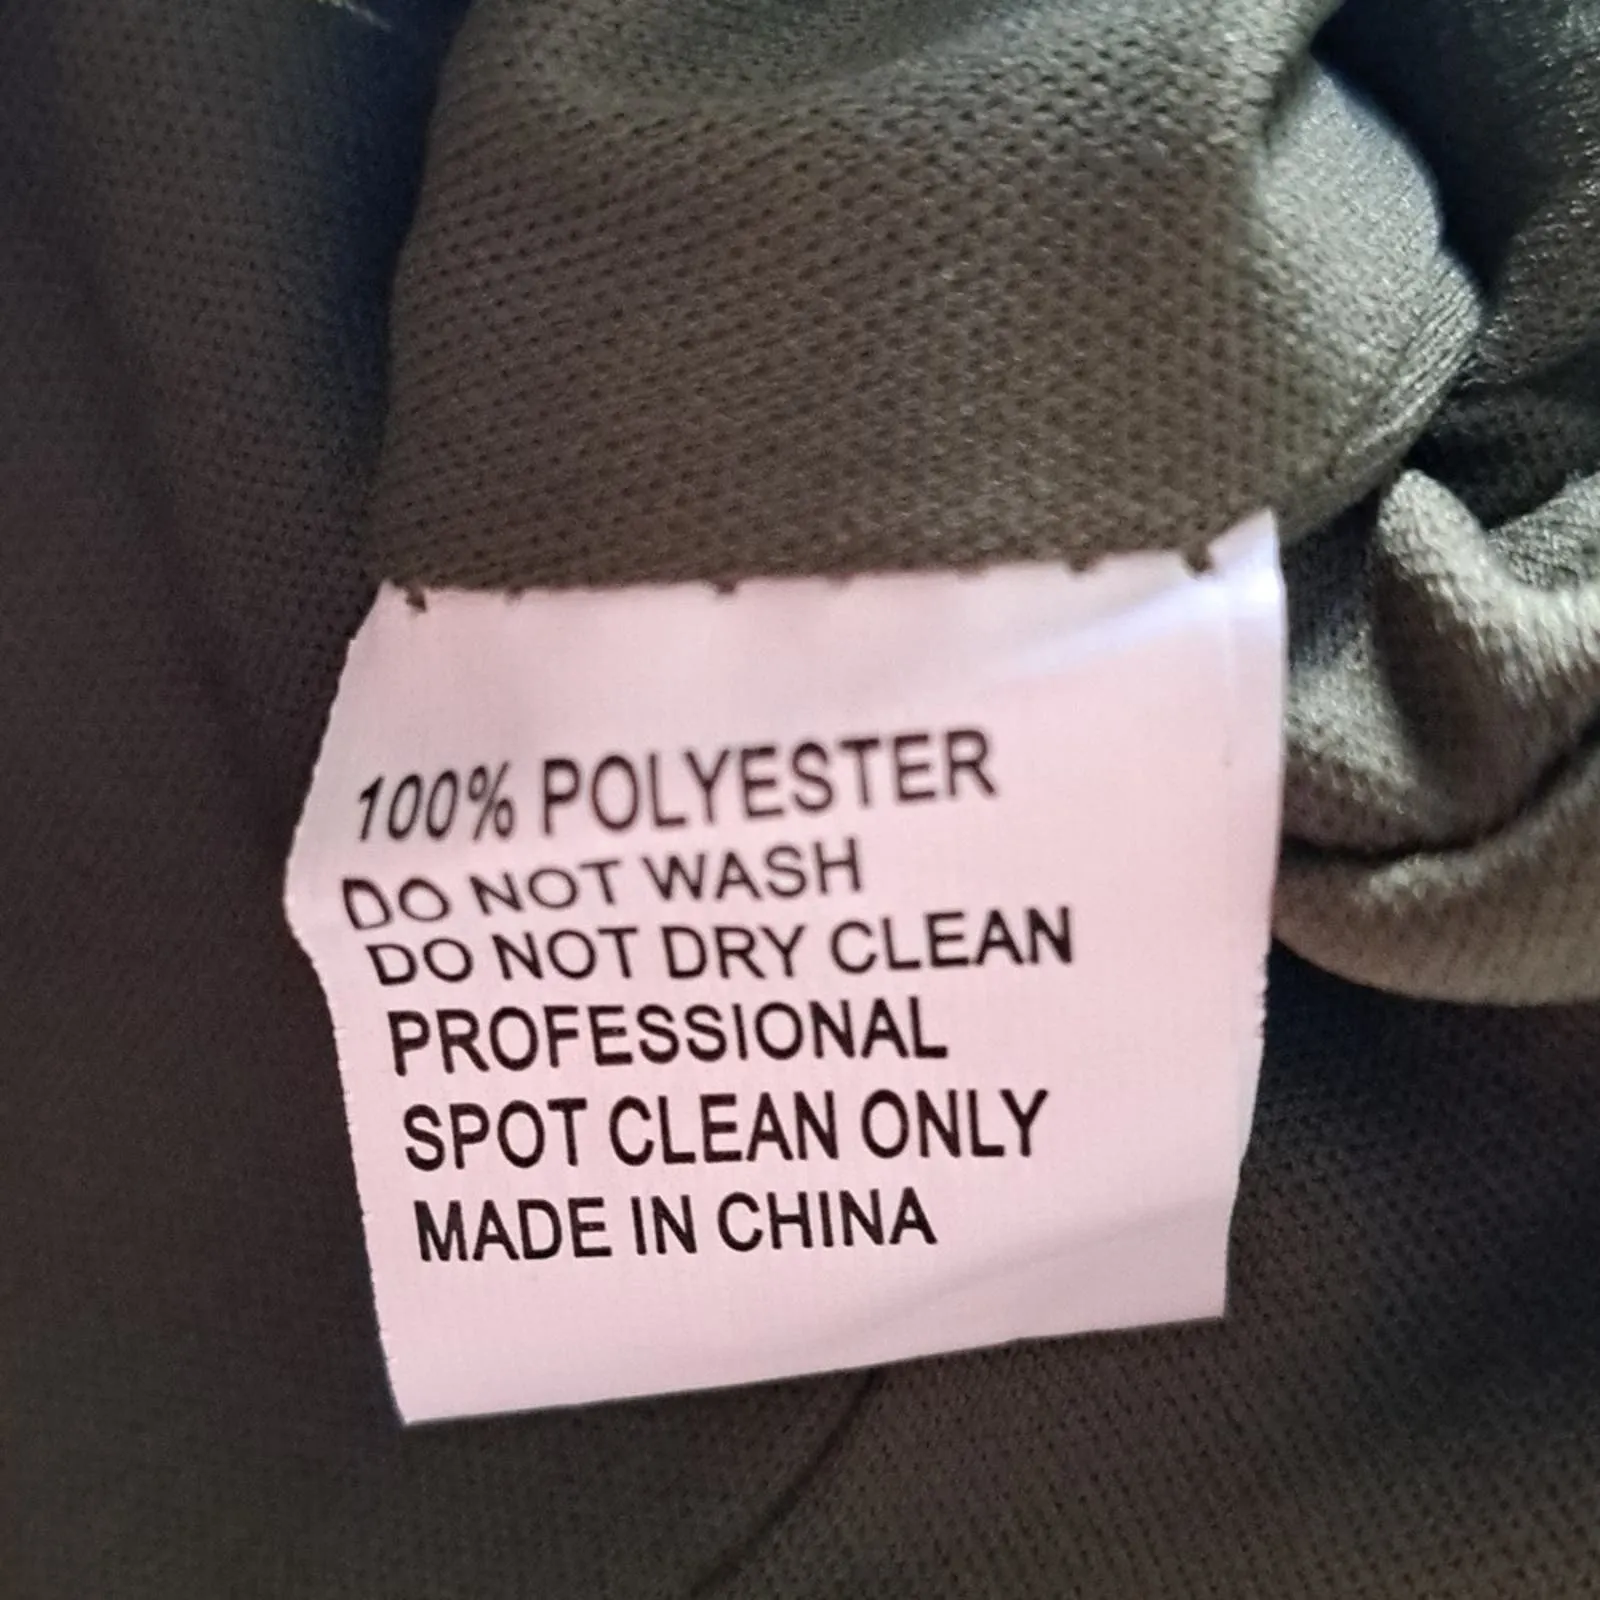 100% POLYESTER
DO NOT WASH
DO NOT DRY CLEAN
PROFESSIONAL
SPOT CLEAN ONLY
MADE IN CHINA